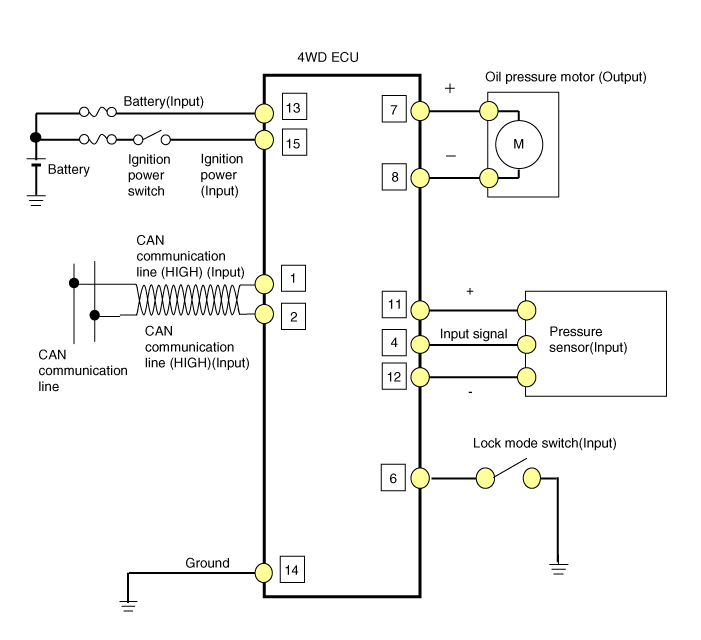 4WD ECU
Battery(Input)
13
15
Battery
Ignition
power
switch
Ignition
power
(Input)
CAN
communication
line (HIGH) (Input)
1
2
CAN
communication
line (HIGH)(Input)
CAN
communication
line
Ground
14
Oil pressure motor (Output)
+
7
M
–
8
+
11
Input signal
4
12
-
Pressure
sensor(Input)
Lock mode switch(Input)
6